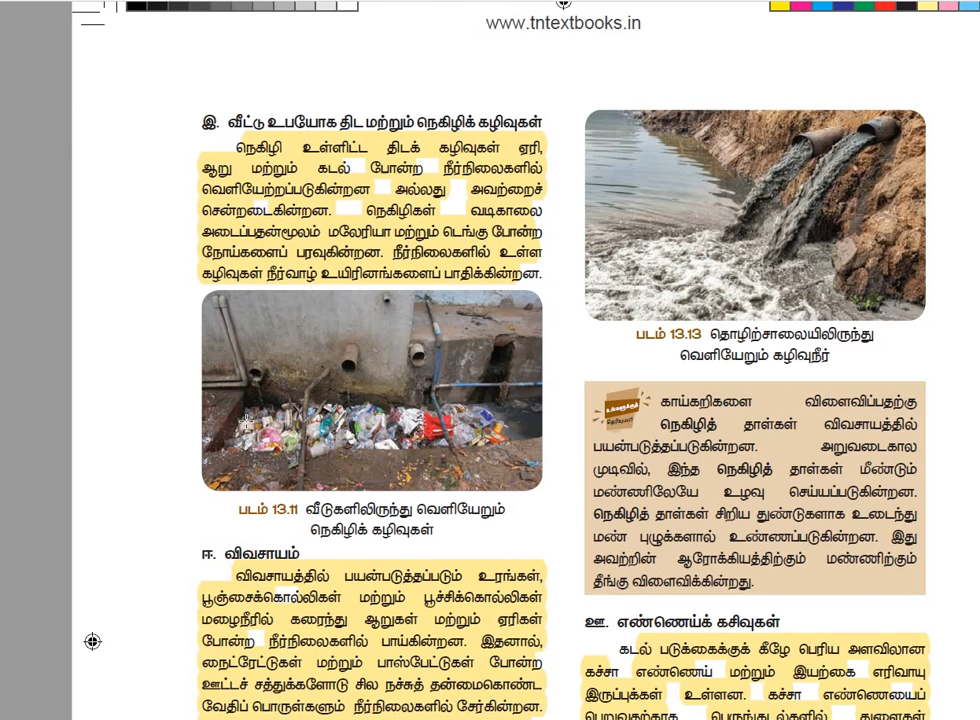 www.tntextbooks.in
இ. வீட்டு உபயோக திட மற்றும் நெகிழிக் கழிவுகள்
நெகிழி உள்ளிட்ட திடக் கழிவுகள் ஏரி,
ஆறு மற்றும் கடல் போன்ற நீர்நிலைகளில்
வெளியேற்றப்படுகின்றன அல்லது அவற்றைச்
சென்றடைகின்றன. நெகிழிகள் வடிகாலை
அடைப்பதன்மூலம் மலேரியா மற்றும் டெங்கு போன்ற
நோய்களைப் பரவுகின்றன. நீர்நிலைகளில் உள்ள
கழிவுகள் நீர்வாழ் உயிரினங்களைப் பாதிக்கின்றன.
படம் 13.11 வீடுகளிலிருந்து வெளியேறும்
நெகிழிக் கழிவுகள்
ஈ. விவசாயம்
விவசாயத்தில் பயன்படுத்தப்படும் உரங்கள்,
பூஞ்சைக்கொல்லிகள் மற்றும் பூச்சிக்கொல்லிகள்
மழைநீரில் கரைந்து ஆறுகள் மற்றும் ஏரிகள்
போன்ற நீர்நிலைகளில் பாய்கின்றன. இதனால்,
நைட்ரேட்டுகள் மற்றும் பாஸ்பேட்டுகள் போன்ற
ஊட்டச் சத்துக்களோடு சில நச்சுத் தன்மைகொண்ட
வேதிப் பொருள்களும் நீர்நிலைகளில் சேர்கின்றன.
படம் 13.13 தொழிற்சாலையிலிருந்து
வெளியேறும் கழிவுநீர்
உங்களுக்குத்
தெரியுமா?
காய்கறிகளை விளைவிப்பதற்கு
நெகிழித் தாள்கள் விவசாயத்தில்
பயன்படுத்தப்படுகின்றன. அறுவடைகால
முடிவில், இந்த நெகிழித் தாள்கள் மீண்டும்
மண்ணிலேயே உழவு செய்யப்படுகின்றன.
நெகிழித் தாள்கள் சிறிய துண்டுகளாக உடைந்து
மண் புழுக்களால் உண்ணப்படுகின்றன. இது
அவற்றின் ஆரோக்கியத்திற்கும் மண்ணிற்கும்
தீங்கு விளைவிக்கின்றது.
ஊ. எண்ணெய்க் கசிவுகள்
கடல் படுக்கைக்குக் கீழே பெரிய அளவிலான
கச்சா எண்ணெய் மற்றும் இயற்கை எரிவாயு
இருப்புக்கள் உள்ளன. கச்சா எண்ணெயைப்